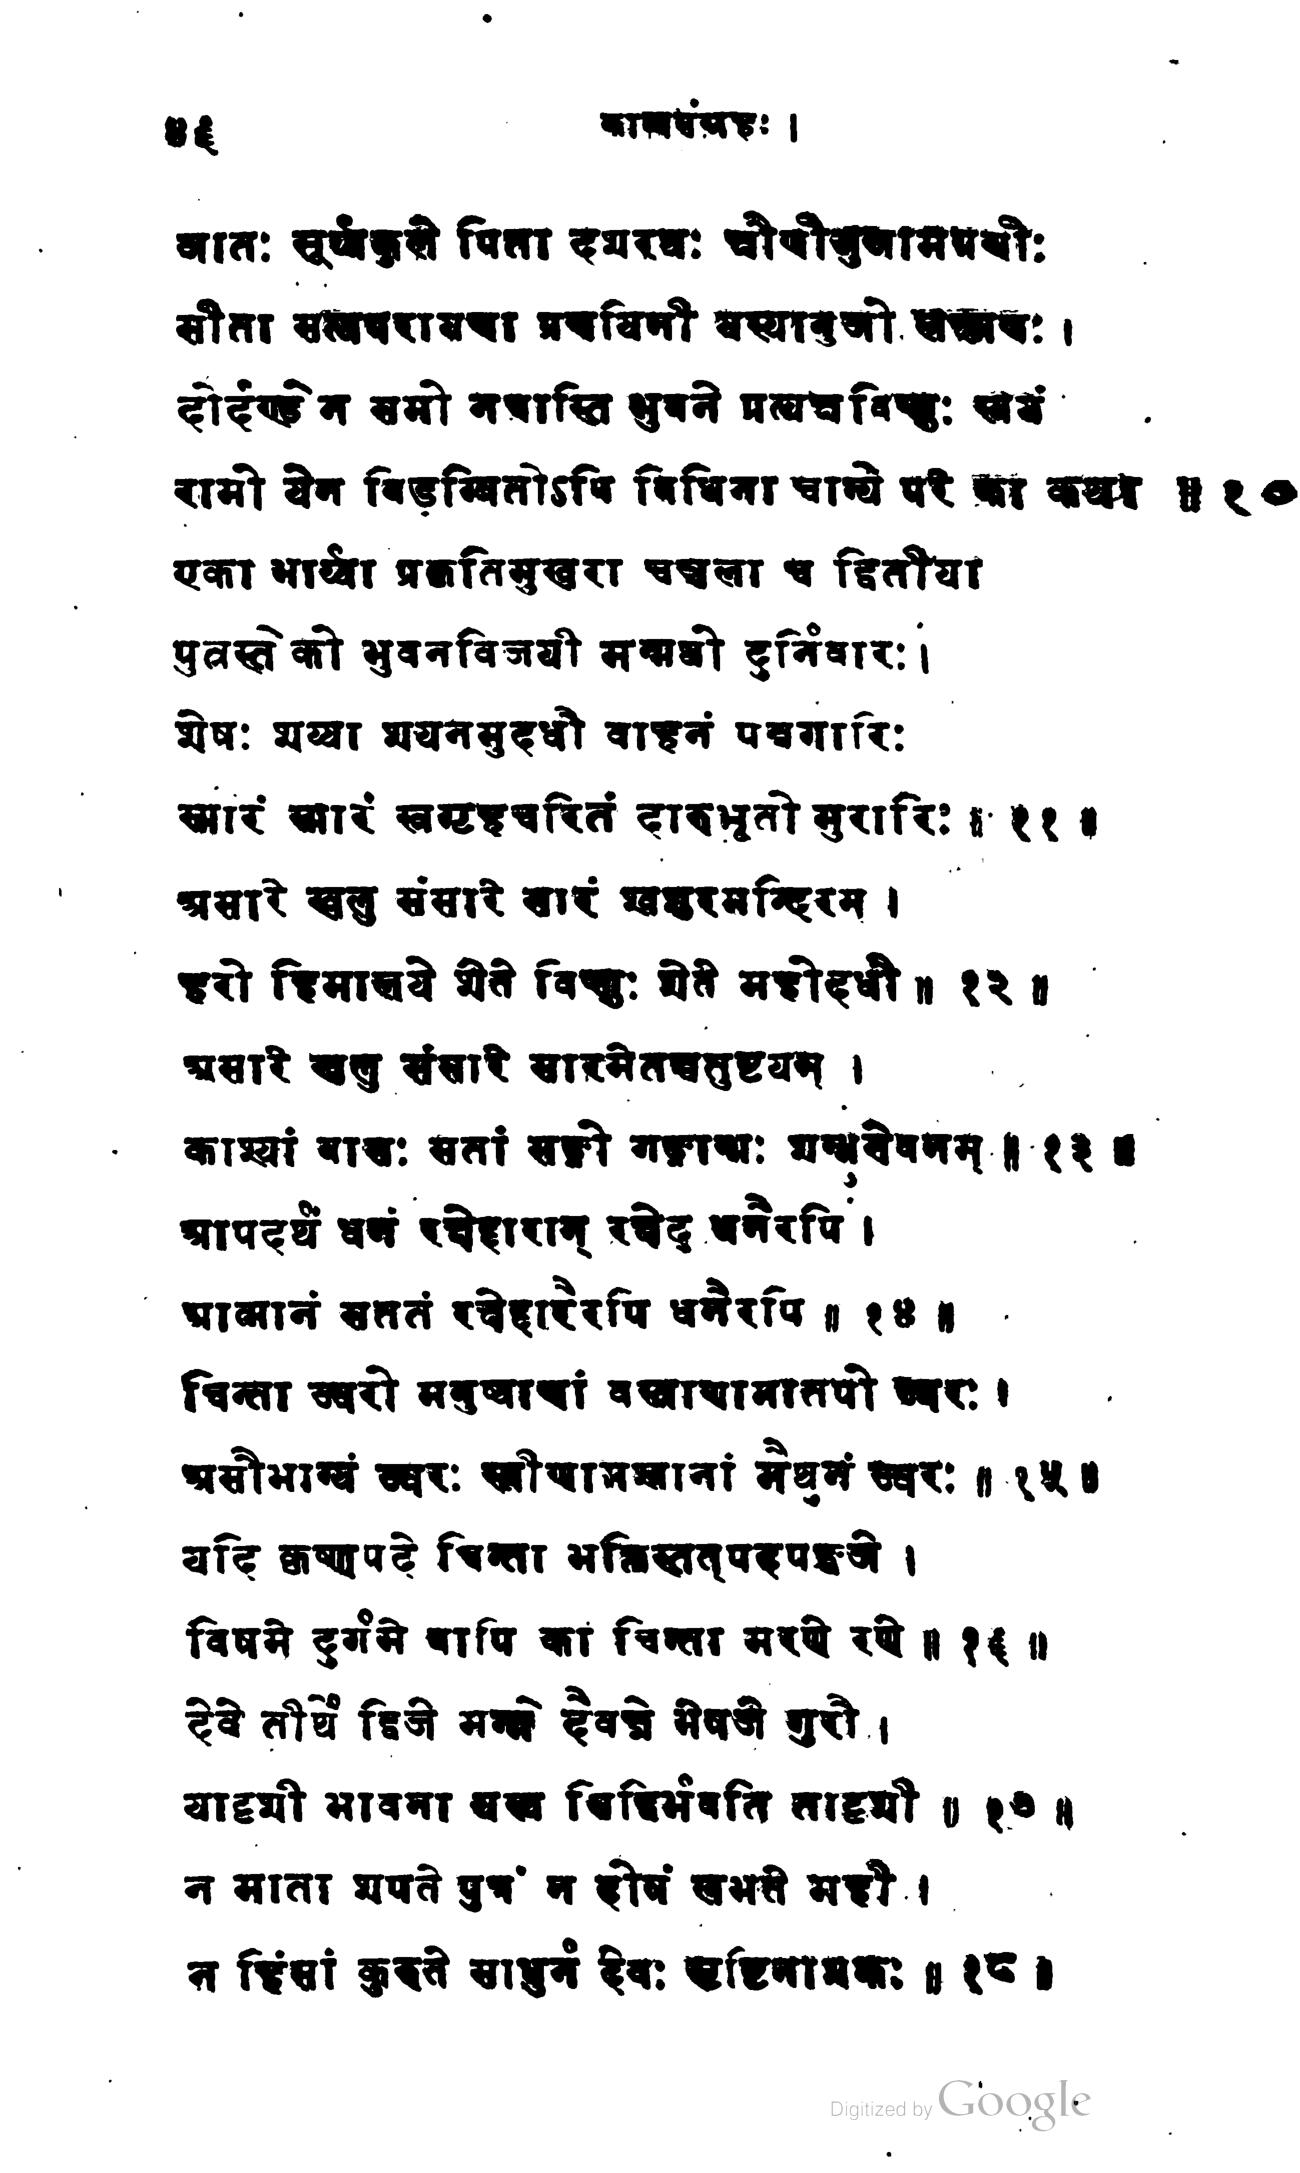 ४६
काव्यसंग्रहः ।
जातः सूर्य्यकुले पिता दशरथः क्षौणीभुजामग्रणीः
सीता सत्यपरायणा प्रणयिनी यस्यानुजो लक्ष्मणः ।
दोर्दण्डेन समो नचास्ति भुवने प्रत्यक्षविष्णुः स्वयं
रामो येन विडम्बितोऽपि विधिना चान्ये परे का कथा ॥ १०
एका भार्य्या प्रकृतिमुखरा चञ्चला च द्वितीया
पुत्रस्त्वेको भुवनविजयी मन्मथो दुर्निवारः ।
शेषः शय्या शयनमुदधौ वाहनं पन्नगारिः
स्मारं स्मारं स्वगृहचरितं दारुभूतो मुरारिः ॥ ११ ॥
असारे खलु संसारे सारं श्वशुरमन्दिरम् ।
हरो हिमालये शेते विष्णुः शेते महोदधौ ॥ १२ ॥
असारे खलु संसारे सारमेतच्चतुष्टयम् ।
काश्यां वासः सतां सङ्गो गङ्गाम्भः शम्भुसेवनम् ॥ १३ ॥
आपदर्थं धनं रक्षेद्दारान् रक्षेद् धनैरपि ।
आत्मानं सततं रक्षेद्दारैरपि धनैरपि ॥ १४ ॥
चिन्ता ज्वरो मनुष्याणां वस्त्राणामातपो ज्वरः ।
असौभाग्यं ज्वरः स्त्रीणामश्वानां मैथुनं ज्वरः ॥ १५ ॥
यदि कृष्णपदे चिन्ता भक्तिस्तत्पदपङ्कजे ।
विषमे दुर्गमे वापि का चिन्ता मरणे रणे ॥ १६ ॥
देवे तीर्थे द्विजे मन्त्रे दैवज्ञे भेषजे गुरौ ।
यादृशी भावना यस्य सिद्धिर्भवति तादृशी ॥ १७ ॥
न माता शपते पुत्रं न दोषं लभते मही ।
न हिंसां कुरुते साधुर्न देवः सृष्टिनाशकः ॥ १८ ॥
Digitized by Google